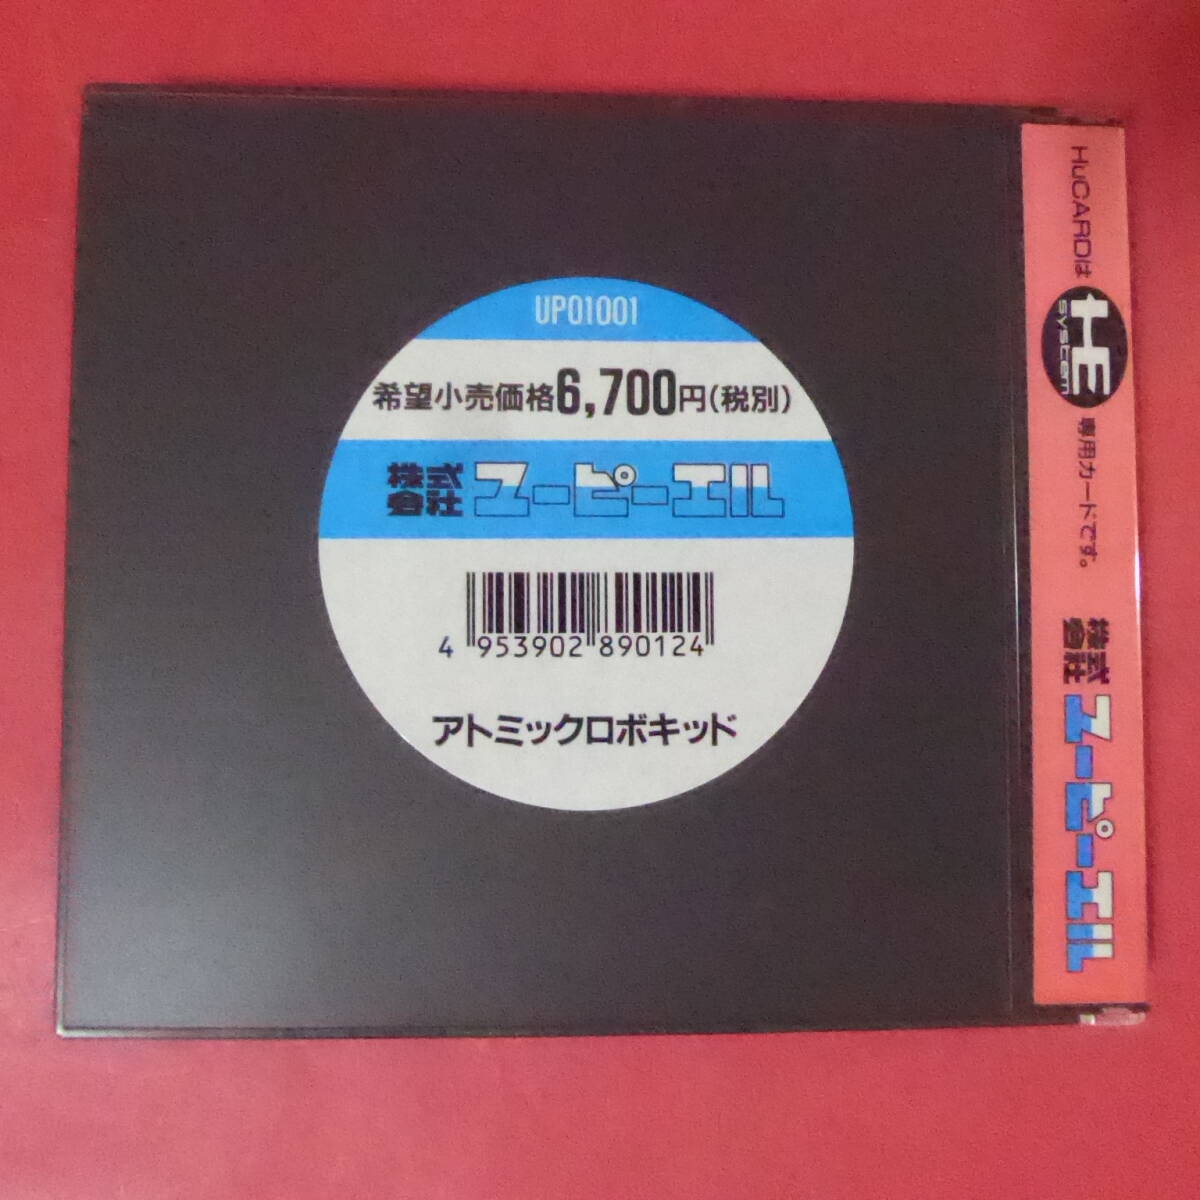 UP01001
希望小売価格6,700円(税別)
株式会社 ユーピーエル
4 953902 890124
アトミックロボキッド
HuCARDは HE system 専用カードです。 株式会社 ユーピーエル